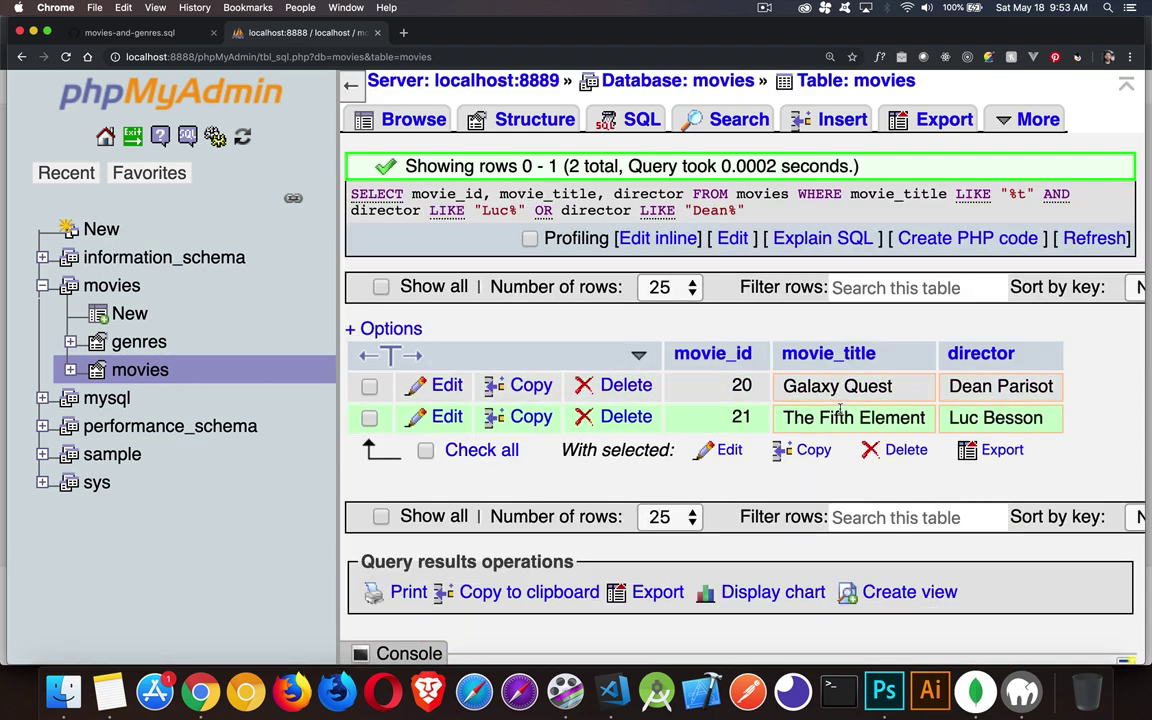 Chrome File Edit View History Bookmarks People Window Help 100% Sat May 18 9:53 AM
movies-and-genres.sql × localhost:8888 / localhost / mo × +
localhost:8888/phpMyAdmin/tbl_sql.php?db=movies&table=movies
phpMyAdmin
Exit ? SQL
Recent Favorites
New
information_schema
movies
New
genres
movies
mysql
performance_schema
sample
sys
Server: localhost:8889 » Database: movies » Table: movies
Browse Structure SQL Search Insert Export More
Showing rows 0 - 1 (2 total, Query took 0.0002 seconds.)
SELECT movie_id, movie_title, director FROM movies WHERE movie_title LIKE "%t" AND
director LIKE "Luc%" OR director LIKE "Dean%"
Profiling [Edit inline] [ Edit ] [ Explain SQL ] [ Create PHP code ] [ Refresh]
Show all | Number of rows: 25 Filter rows: Search this table Sort by key: N
+ Options
←T→ movie_id movie_title director
Edit Copy Delete 20 Galaxy Quest Dean Parisot
Edit Copy Delete 21 The Fifth Element Luc Besson
Check all With selected: Edit Copy Delete Export
Show all | Number of rows: 25 Filter rows: Search this table Sort by key: N
Query results operations
Print Copy to clipboard Export Display chart Create view
Console
1 Ps Ai